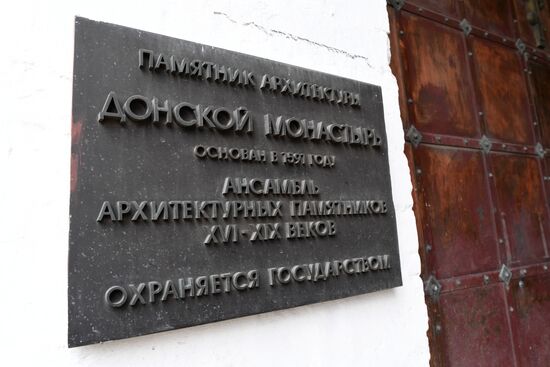 ПАМЯТНИК АРХИТЕКТУРЫ
ДОНСКОЙ МОНАСТЫРЬ
ОСНОВАН В 1591 ГОДУ
АНСАМБЛЬ
АРХИТЕКТУРНЫХ ПАМЯТНИКОВ
XVI-XIX ВЕКОВ
ОХРАНЯЕТСЯ ГОСУДАРСТВОМ